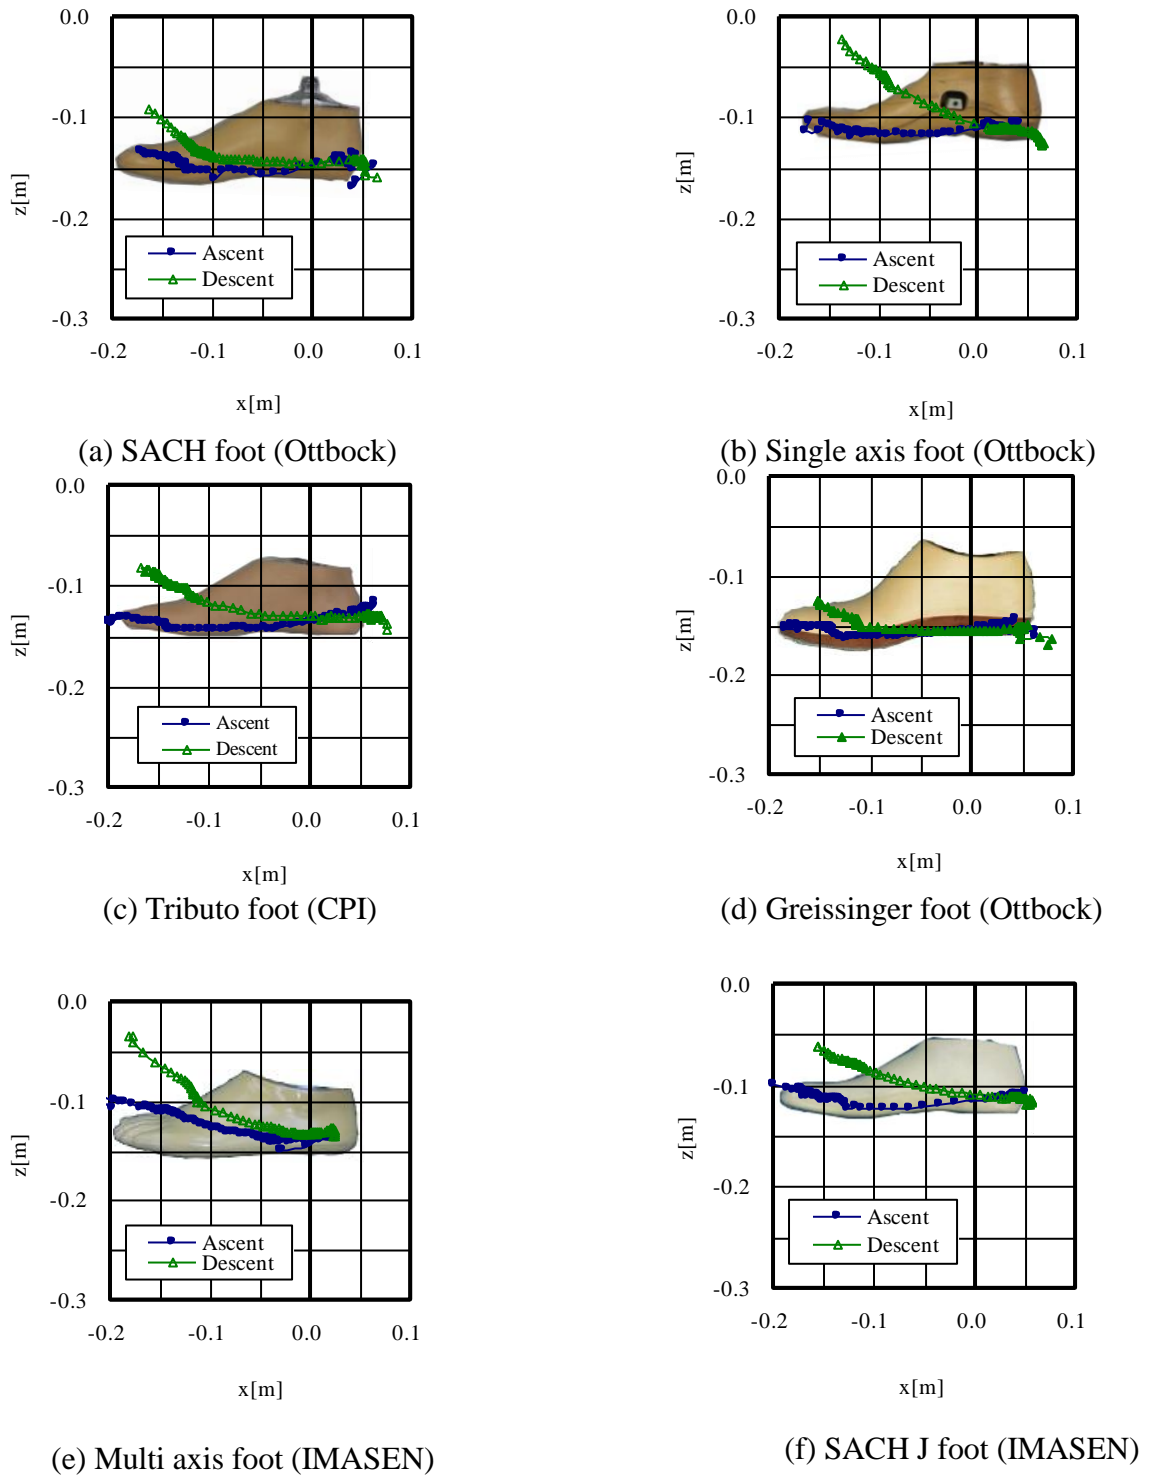 0.0
-0.1
-0.2
-0.3
z[m]
Ascent
Descent
-0.2 -0.1 0.0 0.1
x[m]
(a) SACH foot (Ottbock)
0.0
-0.1
-0.2
-0.3
z[m]
Ascent
Descent
-0.2 -0.1 0.0 0.1
x[m]
(b) Single axis foot (Ottbock)
0.0
-0.1
-0.2
-0.3
z[m]
Ascent
Descent
-0.2 -0.1 0.0 0.1
x[m]
(c) Tributo foot (CPI)
0.0
-0.1
-0.2
-0.3
z[m]
Ascent
Descent
-0.2 -0.1 0.0 0.1
x[m]
(d) Greissinger foot (Ottbock)
0.0
-0.1
-0.2
-0.3
z[m]
Ascent
Descent
-0.2 -0.1 0.0 0.1
x[m]
(e) Multi axis foot (IMASEN)
0.0
-0.1
-0.2
-0.3
z[m]
Ascent
Descent
-0.2 -0.1 0.0 0.1
x[m]
(f) SACH J foot (IMASEN)